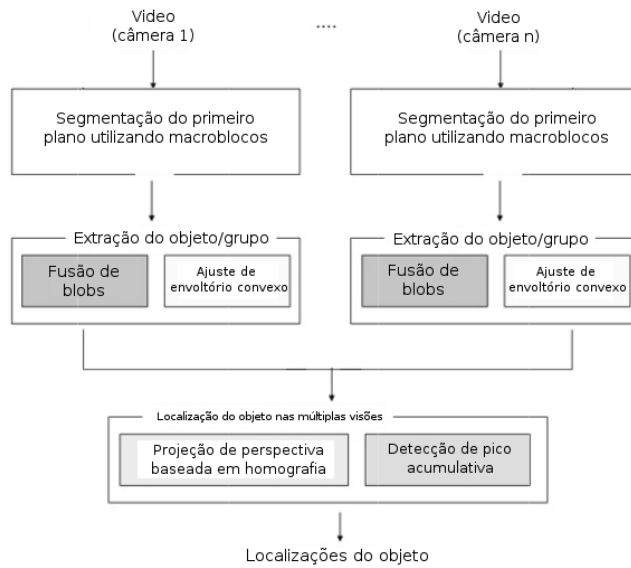 Video
(câmera 1)
....
Video
(câmera n)
Segmentação do primeiro
plano utilizando macroblocos
Segmentação do primeiro
plano utilizando macroblocos
Extração do objeto/grupo
Fusão de
blobs
Ajuste de
envoltório convexo
Extração do objeto/grupo
Fusão de
blobs
Ajuste de
envoltório convexo
Localização do objeto nas múltiplas visões
Projeção de perspectiva
baseada em homografia
Detecção de pico
acumulativa
Localizações do objeto